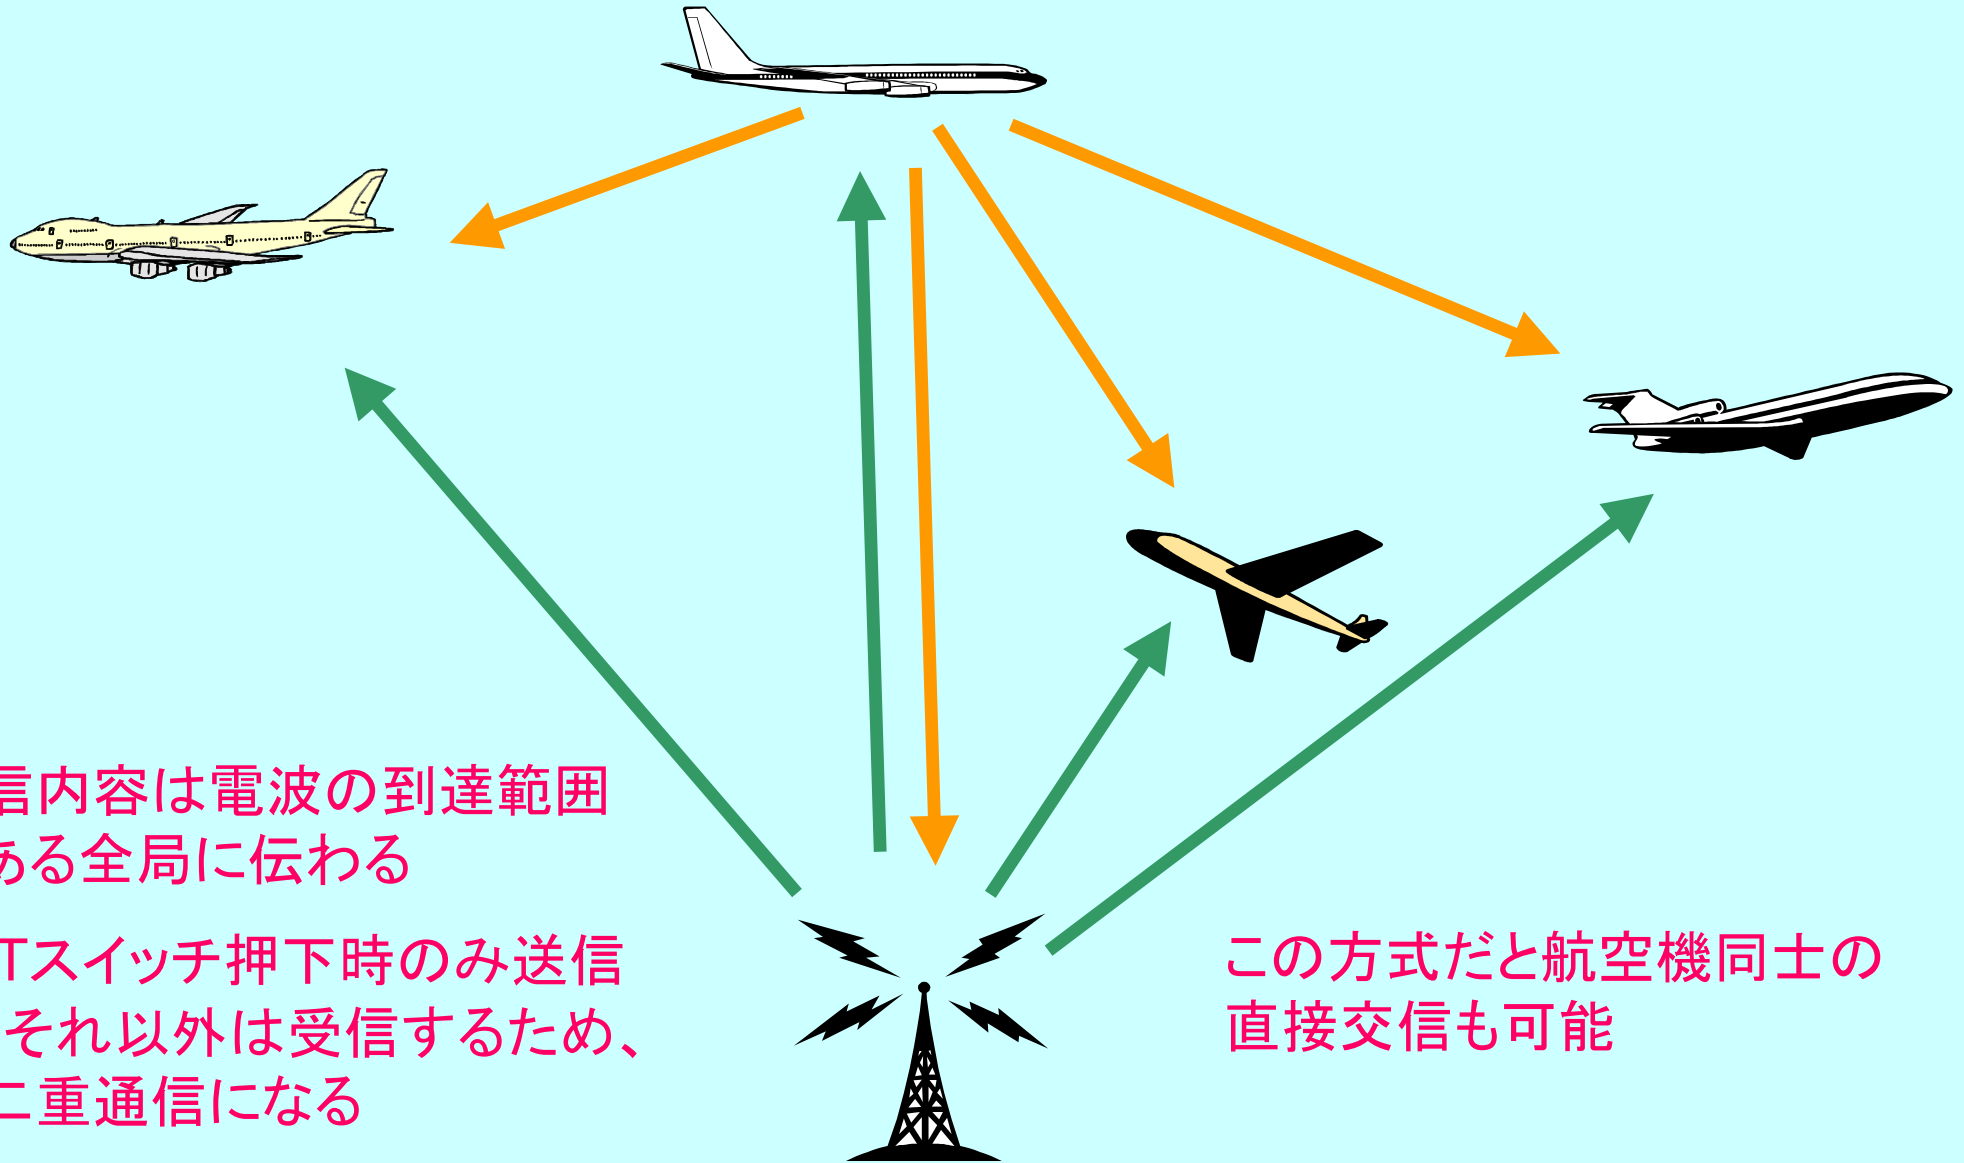 信内容は電波の到達範囲
ある全局に伝わる
Tスイッチ押下時のみ送信
それ以外は受信するため、
二重通信になる
この方式だと航空機同士の
直接交信も可能